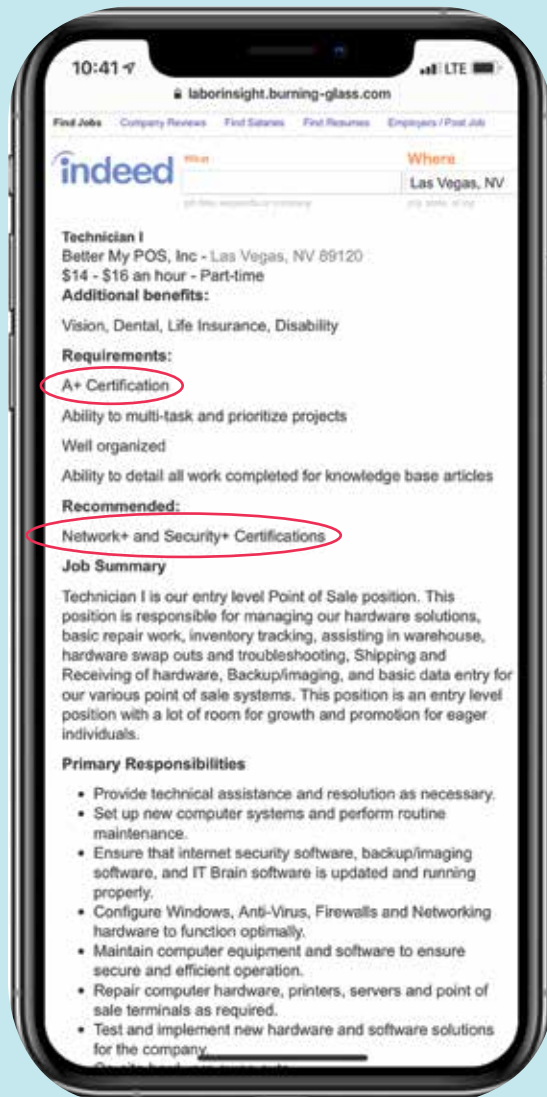 10:41
LTE
laborinsight.burning-glass.com
Find Jobs Company Reviews Find Salaries Find Resumes Employers / Post Job
indeed What Where
Las Vegas, NV
Technician I
Better My POS, Inc - Las Vegas, NV 89120
$14 - $16 an hour - Part-time
Additional benefits:
Vision, Dental, Life Insurance, Disability
Requirements:
A+ Certification
Ability to multi-task and prioritize projects
Well organized
Ability to detail all work completed for knowledge base articles
Recommended:
Network+ and Security+ Certifications
Job Summary
Technician I is our entry level Point of Sale position. This
position is responsible for managing our hardware solutions,
basic repair work, inventory tracking, assisting in warehouse,
hardware swap outs and troubleshooting, Shipping and
Receiving of hardware, Backup/imaging, and basic data entry for
our various point of sale systems. This position is an entry level
position with a lot of room for growth and promotion for eager
individuals.
Primary Responsibilities
• Provide technical assistance and resolution as necessary.
• Set up new computer systems and perform routine
maintenance.
• Ensure that internet security software, backup/imaging
software, and IT Brain software is updated and running
properly.
• Configure Windows, Anti-Virus, Firewalls and Networking
hardware to function optimally.
• Maintain computer equipment and software to ensure
secure and efficient operation.
• Repair computer hardware, printers, servers and point of
sale terminals as required.
• Test and implement new hardware and software solutions
for the company.